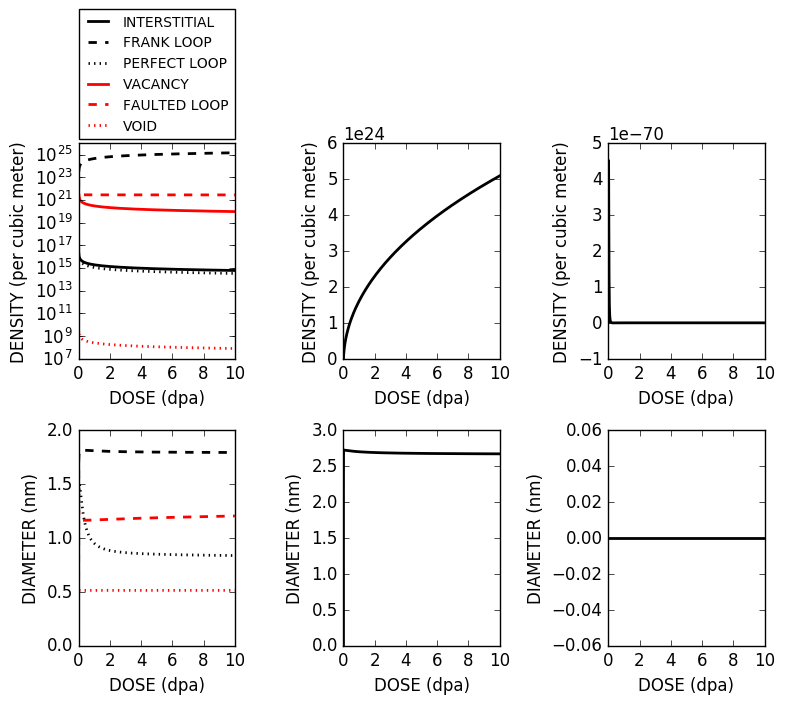 INTERSTITIAL
FRANK LOOP
PERFECT LOOP
VACANCY
FAULTED LOOP
VOID
DENSITY (per cubic meter)
10^25
10^23
10^21
10^19
10^17
10^15
10^13
10^11
10^9
10^7
0 2 4 6 8 10
DOSE (dpa)
1e24
DENSITY (per cubic meter)
6
5
4
3
2
1
0
0 2 4 6 8 10
DOSE (dpa)
1e−70
DENSITY (per cubic meter)
5
4
3
2
1
0
−1
0 2 4 6 8 10
DOSE (dpa)
DIAMETER (nm)
2.0
1.5
1.0
0.5
0.0
0 2 4 6 8 10
DOSE (dpa)
DIAMETER (nm)
3.0
2.5
2.0
1.5
1.0
0.5
0.0
0 2 4 6 8 10
DOSE (dpa)
DIAMETER (nm)
0.06
0.04
0.02
0.00
−0.02
−0.04
−0.06
0 2 4 6 8 10
DOSE (dpa)